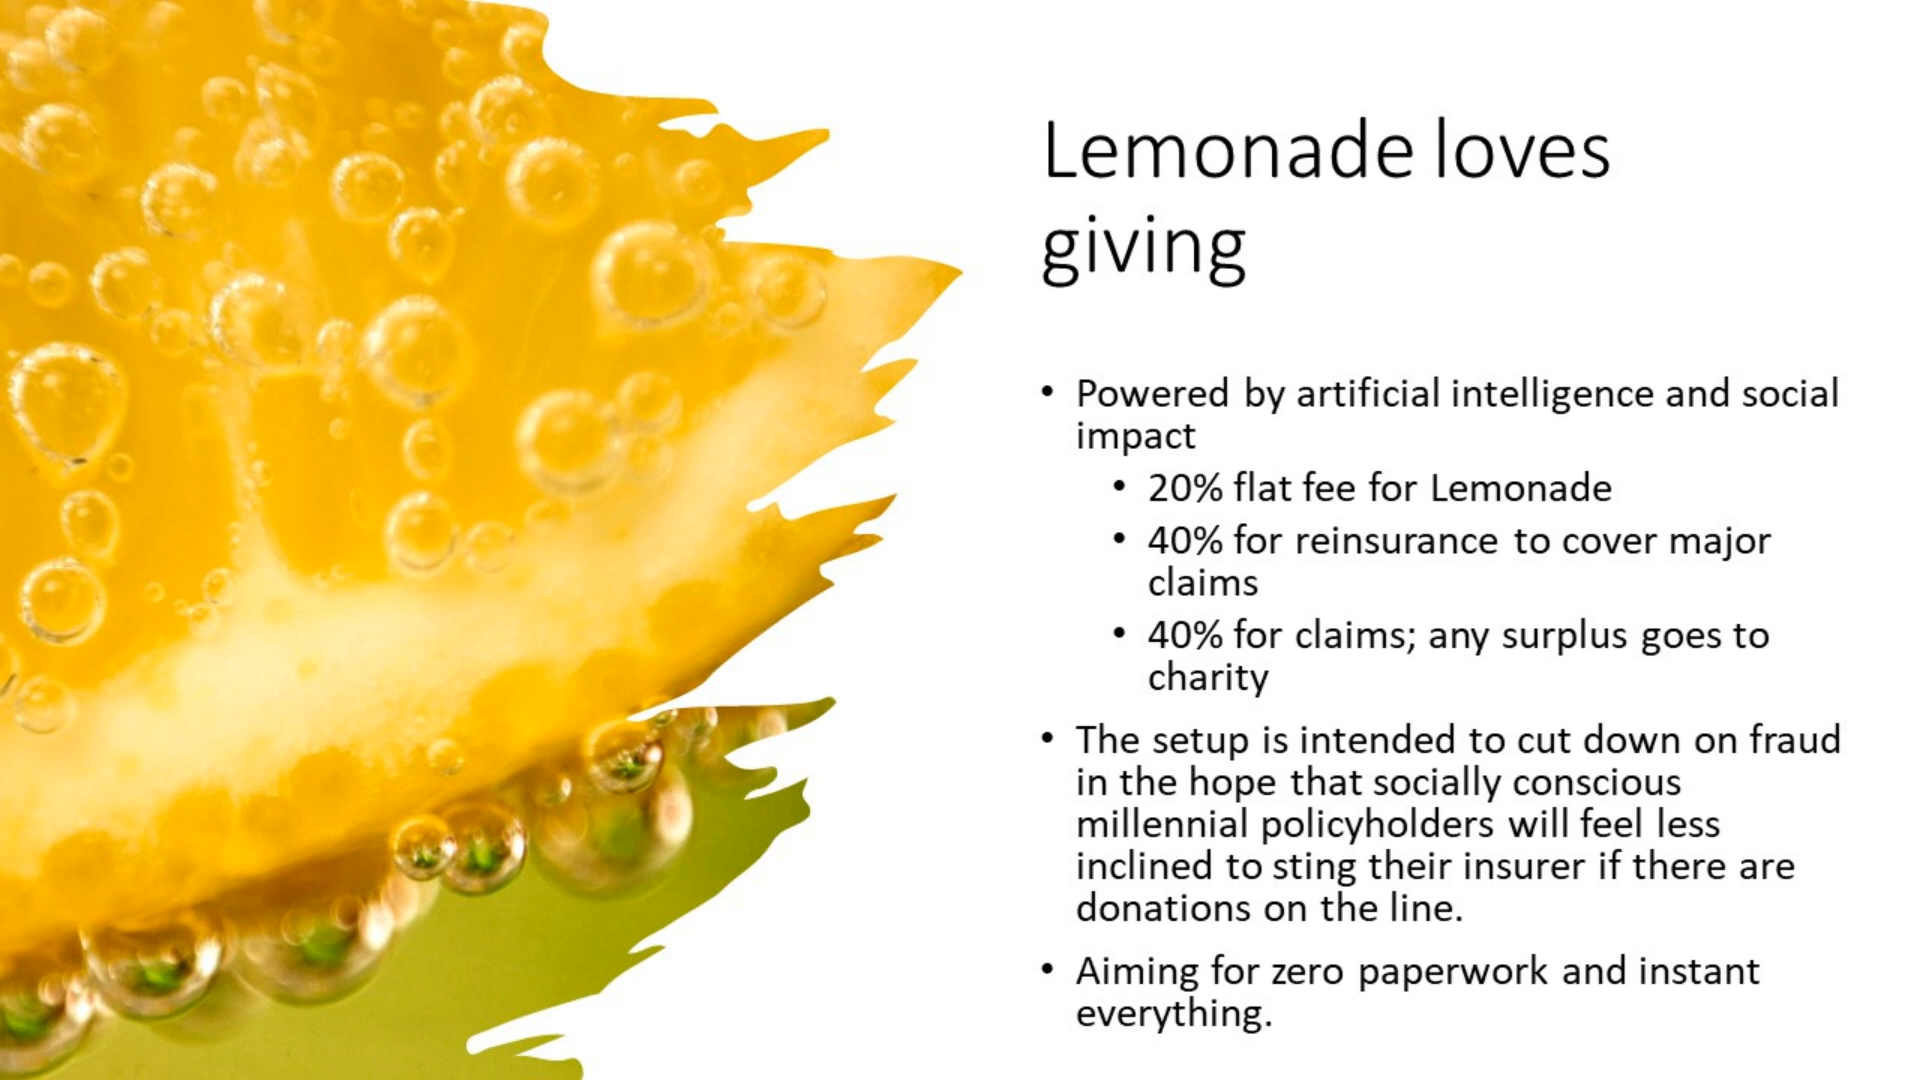 Lemonade loves
giving
• Powered by artificial intelligence and social
impact
• 20% flat fee for Lemonade
• 40% for reinsurance to cover major
claims
• 40% for claims; any surplus goes to
charity
• The setup is intended to cut down on fraud
in the hope that socially conscious
millennial policyholders will feel less
inclined to sting their insurer if there are
donations on the line.
• Aiming for zero paperwork and instant
everything.